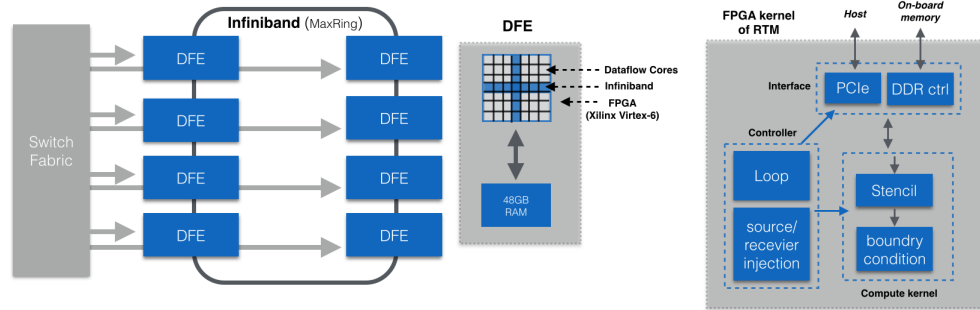 Infiniband (MaxRing)
Switch
Fabric
DFE
DFE
DFE
DFE
DFE
DFE
DFE
DFE
DFE
Dataflow Cores
Infiniband
FPGA
(Xilinx Virtex-6)
48GB
RAM
FPGA kernel
of RTM
Host
On-board
memory
Interface
PCIe
DDR ctrl
Controller
Loop
source/
recevier
injection
Stencil
boundry
condition
Compute kernel